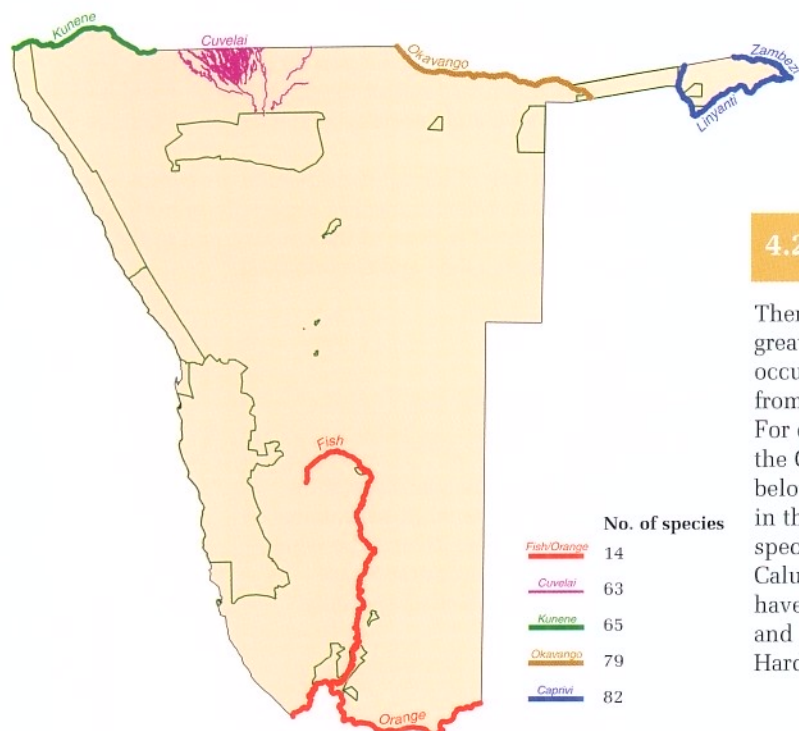 Kunene
Cuvelai
Okavango
Zambezi
Linyanti
4.2
Ther
great
occu
from
For
the C
belo
in th
spec
Calu
have
and
Hard
Fish
Orange
No. of species
Fish/Orange 14
Cuvelai 63
Kunene 65
Okavango 79
Caprivi 82